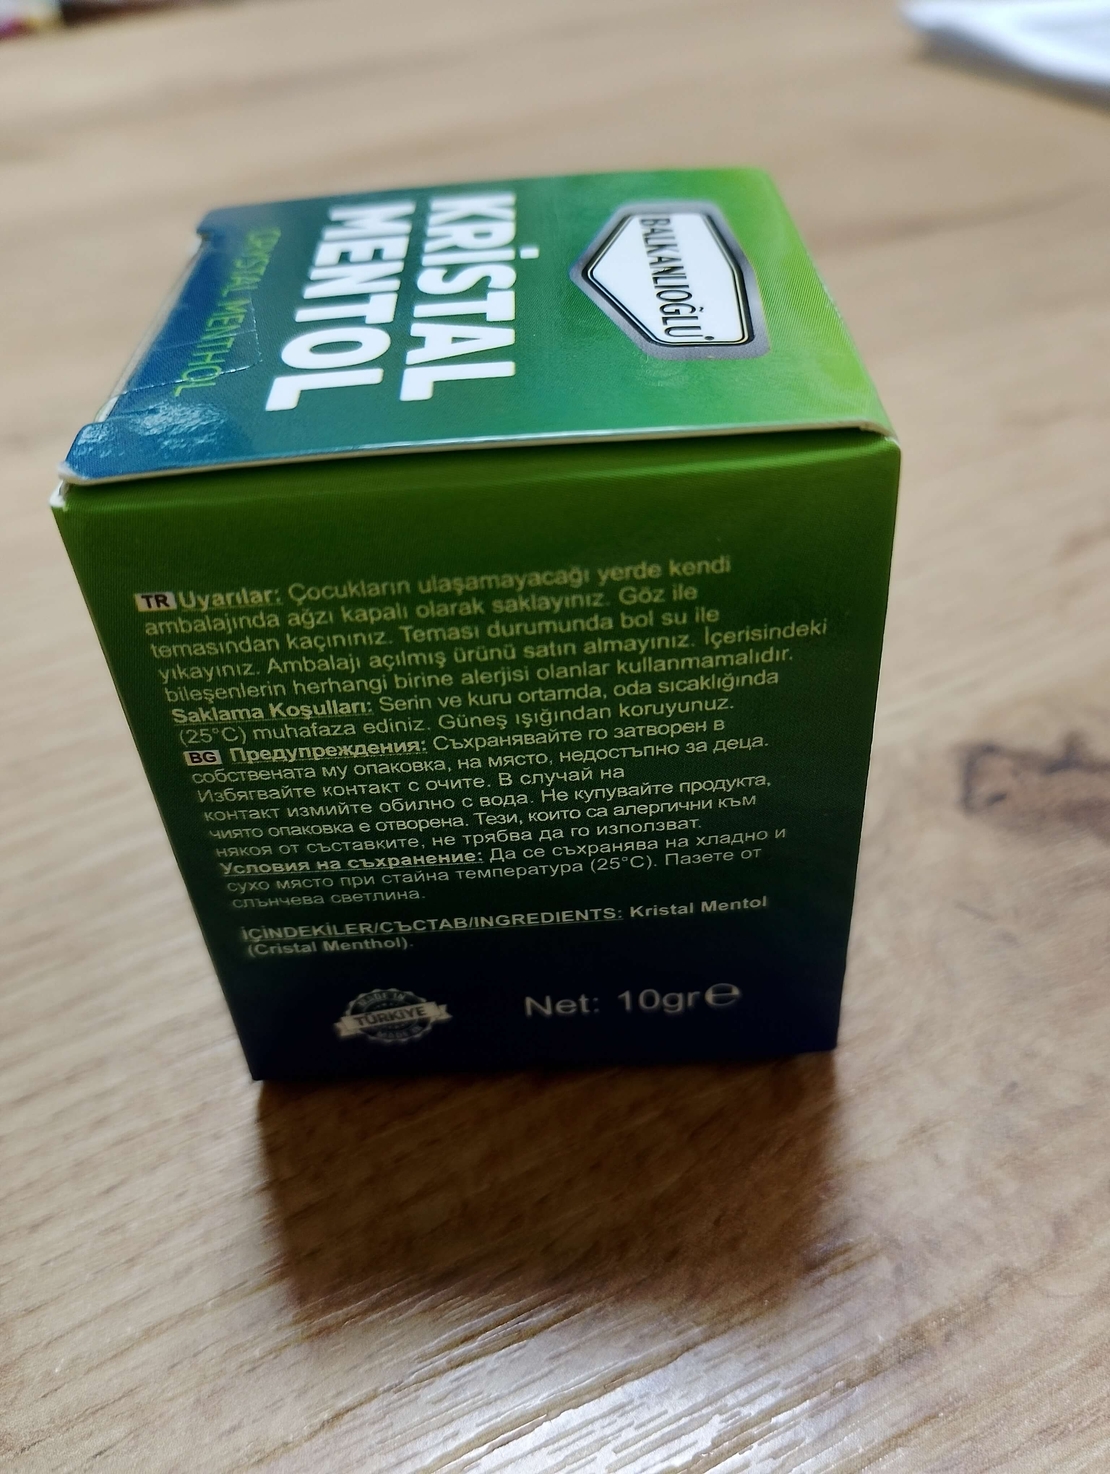 BALKANLIOĞLU
KRİSTAL
MENTOL
CRYSTAL MENTHOL
TR Uyarılar: Çocukların ulaşamayacağı yerde kendi
ambalajında ağzı kapalı olarak saklayınız. Göz ile
temasından kaçınınız. Teması durumunda bol su ile
yıkayınız. Ambalajı açılmış ürünü satın almayınız. İçerisindeki
bileşenlerin herhangi birine alerjisi olanlar kullanmamalıdır.
Saklama Koşulları: Serin ve kuru ortamda, oda sıcaklığında
(25°C) muhafaza ediniz. Güneş ışığından koruyunuz.
BG Предупреждения: Съхранявайте го затворен в
собствената му опаковка, на място, недостъпно за деца.
Избягвайте контакт с очите. В случай на
контакт измийте обилно с вода. Не купувайте продукта,
чиято опаковка е отворена. Тези, които са алергични към
някоя от съставките, не трябва да го използват.
Условия на съхранение: Да се съхранява на хладно и
сухо място при стайна температура (25°C). Пазете от
слънчева светлина.
İÇİNDEKİLER/СЪСТАВ/INGREDIENTS: Kristal Mentol
(Cristal Menthol).
MADE IN
TÜRKİYE
Net: 10gr℮